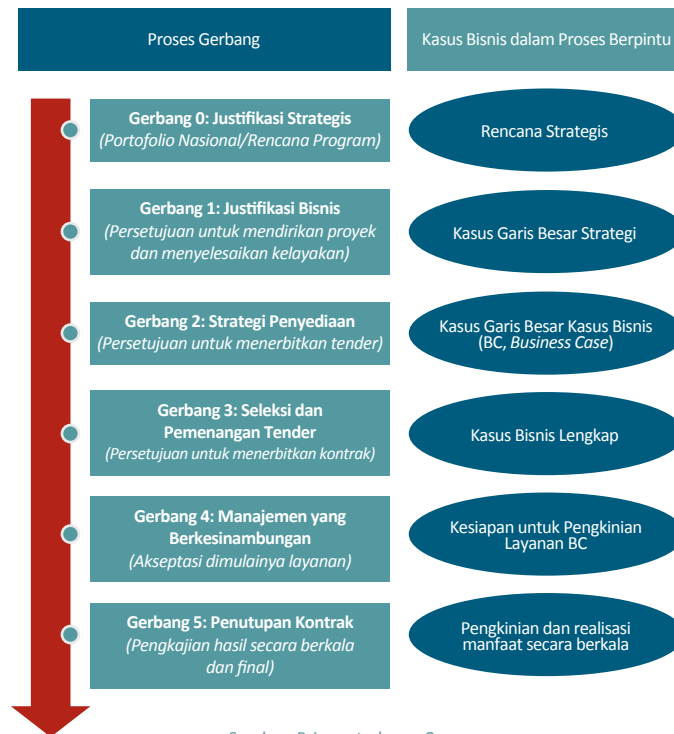 Proses Gerbang
Kasus Bisnis dalam Proses Berpintu
Gerbang 0: Justifikasi Strategis
(Portofolio Nasional/Rencana Program)
Rencana Strategis
Gerbang 1: Justifikasi Bisnis
(Persetujuan untuk mendirikan proyek
dan menyelesaikan kelayakan)
Kasus Garis Besar Strategi
Gerbang 2: Strategi Penyediaan
(Persetujuan untuk menerbitkan tender)
Kasus Garis Besar Kasus Bisnis
(BC, Business Case)
Gerbang 3: Seleksi dan
Pemenangan Tender
(Persetujuan untuk menerbitkan kontrak)
Kasus Bisnis Lengkap
Gerbang 4: Manajemen yang
Berkesinambungan
(Akseptasi dimulainya layanan)
Kesiapan untuk Pengkinian
Layanan BC
Gerbang 5: Penutupan Kontrak
(Pengkajian hasil secara berkala
dan final)
Pengkinian dan realisasi
manfaat secara berkala